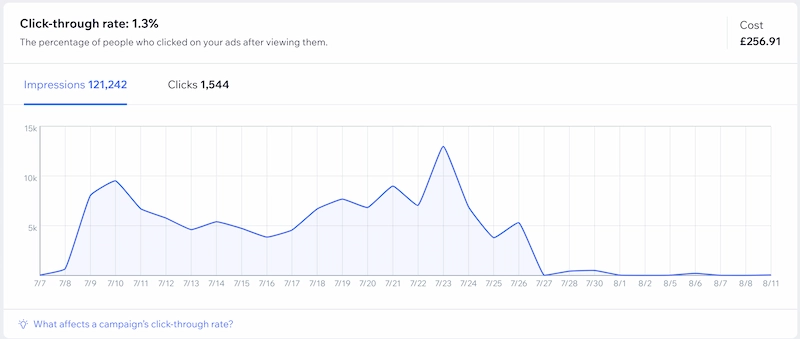 Click-through rate: 1.3%
The percentage of people who clicked on your ads after viewing them.
Cost
£256.91
Impressions 121,242 Clicks 1,544
15k
10k
5k
7/7 7/8 7/9 7/10 7/11 7/12 7/13 7/14 7/15 7/16 7/17 7/18 7/19 7/20 7/21 7/22 7/23 7/24 7/25 7/26 7/27 7/28 7/30 8/1 8/2 8/5 8/6 8/7 8/8 8/11
What affects a campaign's click-through rate?